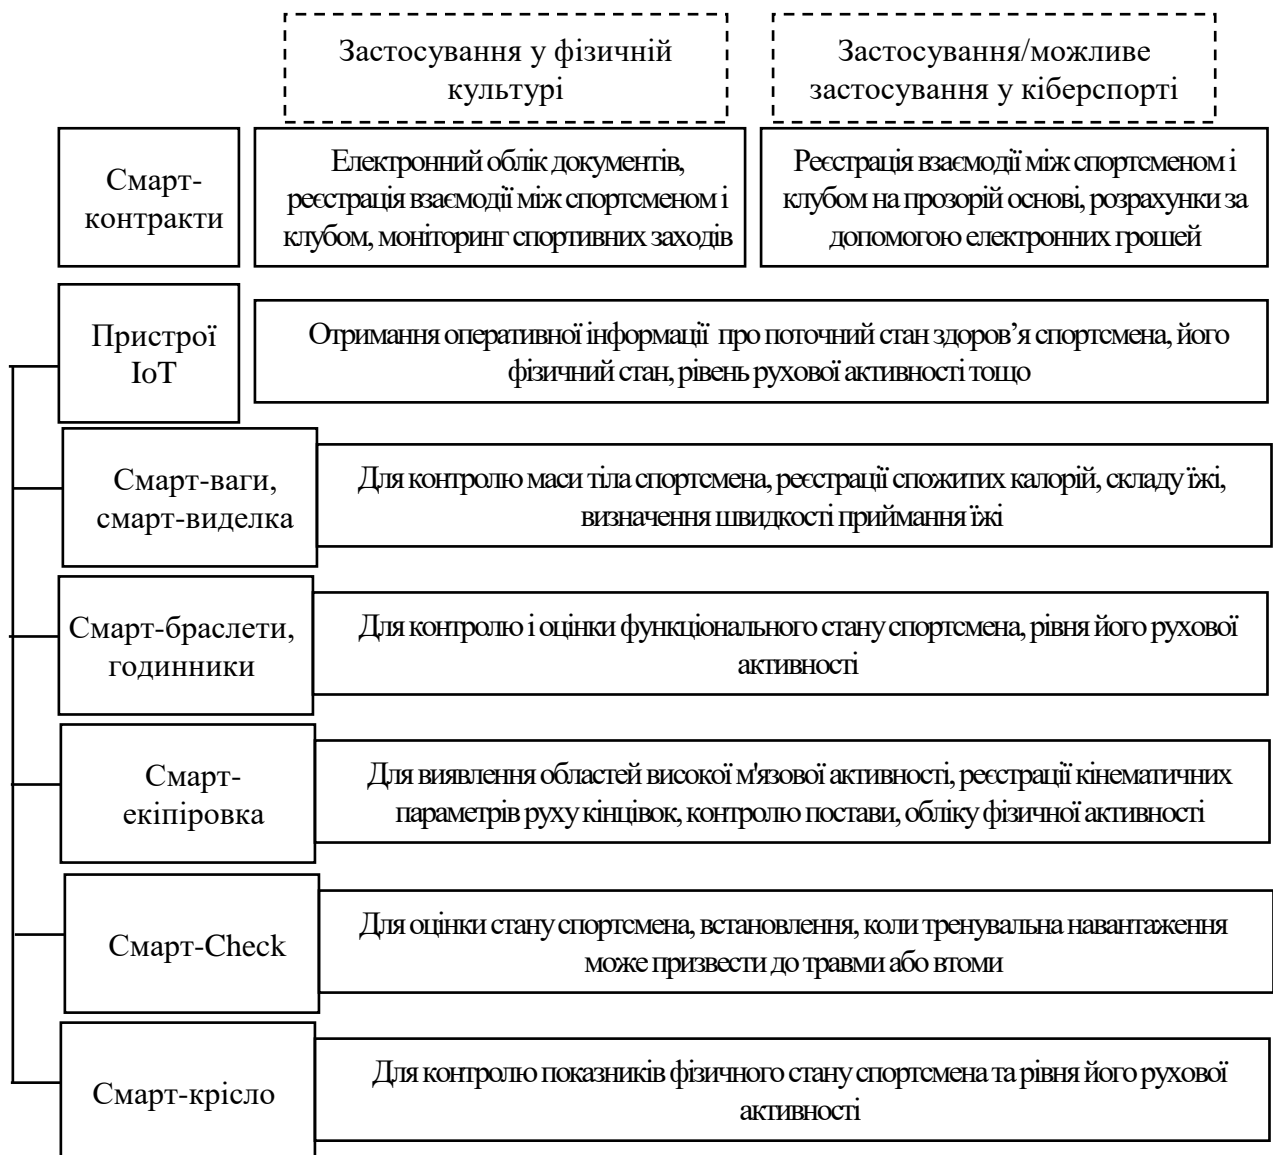 Застосування у фізичній
культурі
Застосування/можливе
застосування у кіберспорті
Смарт-
контракти
Електронний облік документів,
реєстрація взаємодії між спортсменом і
клубом, моніторинг спортивних заходів
Реєстрація взаємодії між спортсменом і
клубом на прозорій основі, розрахунки за
допомогою електронних грошей
Пристрої
IoT
Отримання оперативної інформації про поточний стан здоров’я спортсмена, його
фізичний стан, рівень рухової активності тощо
Смарт-ваги,
смарт-виделка
Для контролю маси тіла спортсмена, реєстрації спожитих калорій, складу їжі,
визначення швидкості приймання їжі
Смарт-браслети,
годинники
Для контролю і оцінки функціонального стану спортсмена, рівня його рухової
активності
Смарт-
екіпіровка
Для виявлення областей високої м'язової активності, реєстрації кінематичних
параметрів руху кінцівок, контролю постави, обліку фізичної активності
Смарт-Check
Для оцінки стану спортсмена, встановлення, коли тренувальна навантаження
може призвести до травми або втоми
Смарт-крісло
Для контролю показників фізичного стану спортсмена та рівня його рухової
активності